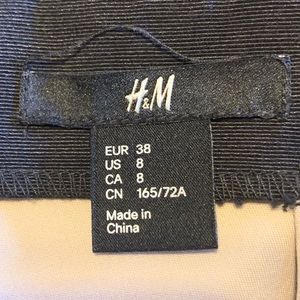 H&M
EUR 38
US 8
CA 8
CN 165/72A
Made in
China